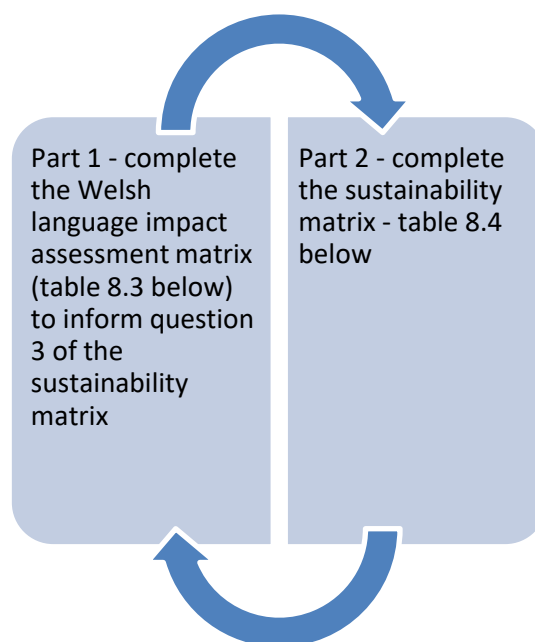 Part 1 - complete
the Welsh
language impact
assessment matrix
(table 8.3 below)
to inform question
3 of the
sustainability
matrix
Part 2 - complete
the sustainability
matrix - table 8.4
below